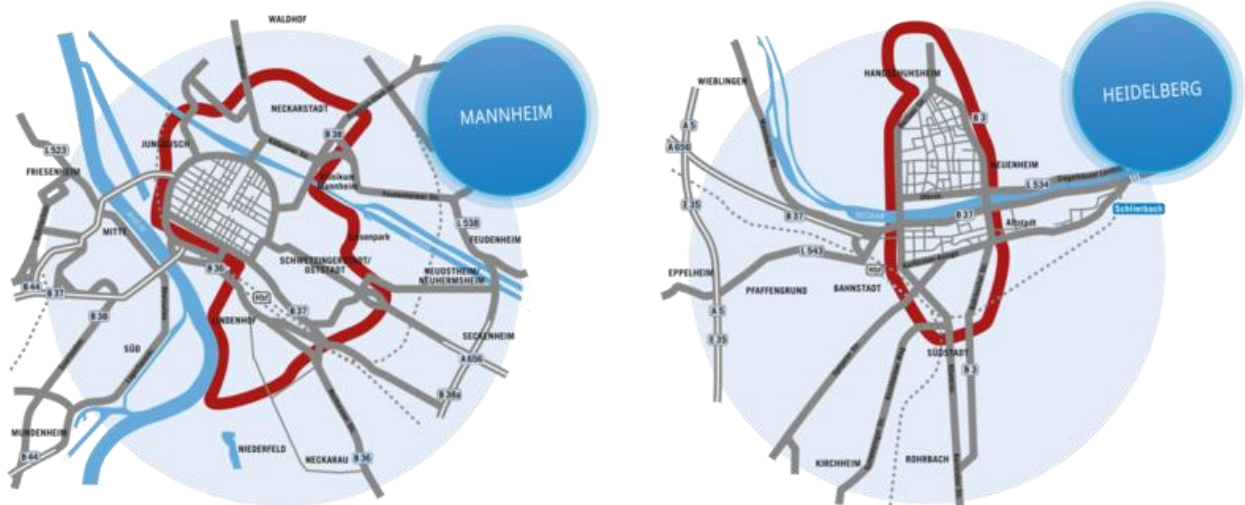 WALDHOF
MANNHEIM
NECKARSTADT
B 38
JUNGBUSCH
L 523
FRIESENHEIM
Klinikum
Mannheim
MITTE
L 538
FEUDENHEIM
Luisenpark
SCHWETZINGERSTADT/
OSTSTADT
NEUOSTHEIM/
NEUHERMSHEIM
B 36
B 44
B 37
Hbf
B 37
B 38
LINDENHOF
SÜD
SECKENHEIM
A 656
B 38a
MUNDENHEIM
B 44
NIEDERFELD
NECKARAU
B 36
HEIDELBERG
HANDSCHUHSHEIM
WIEBLINGEN
A 5
B 3
A 656
NEUENHEIM
L 534
E 35
NECKAR
B 37
B 37
Altstadt
Schlierbach
L 543
Hbf
EPPELHEIM
PFAFFENGRUND
BAHNSTADT
A 5
E 35
SÜDSTADT
B 3
KIRCHHEIM
ROHRBACH